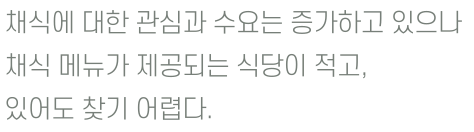 채식에 대한 관심과 수요는 증가하고 있으나
채식 메뉴가 제공되는 식당이 적고,
있어도 찾기 어렵다.